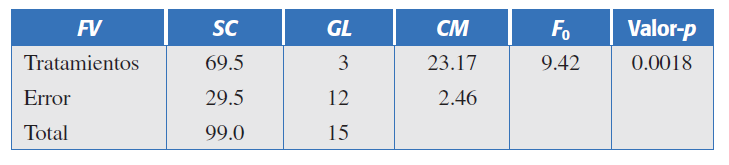 FV SC GL CM F₀ Valor-p
Tratamientos 69.5 3 23.17 9.42 0.0018
Error 29.5 12 2.46
Total 99.0 15